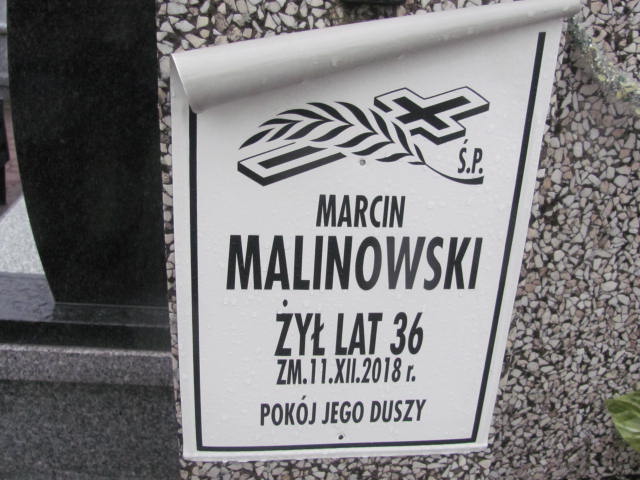 Ś.P.
MARCIN
MALINOWSKI
ŻYŁ LAT 36
ZM.11.XII.2018 r.
POKÓJ JEGO DUSZY